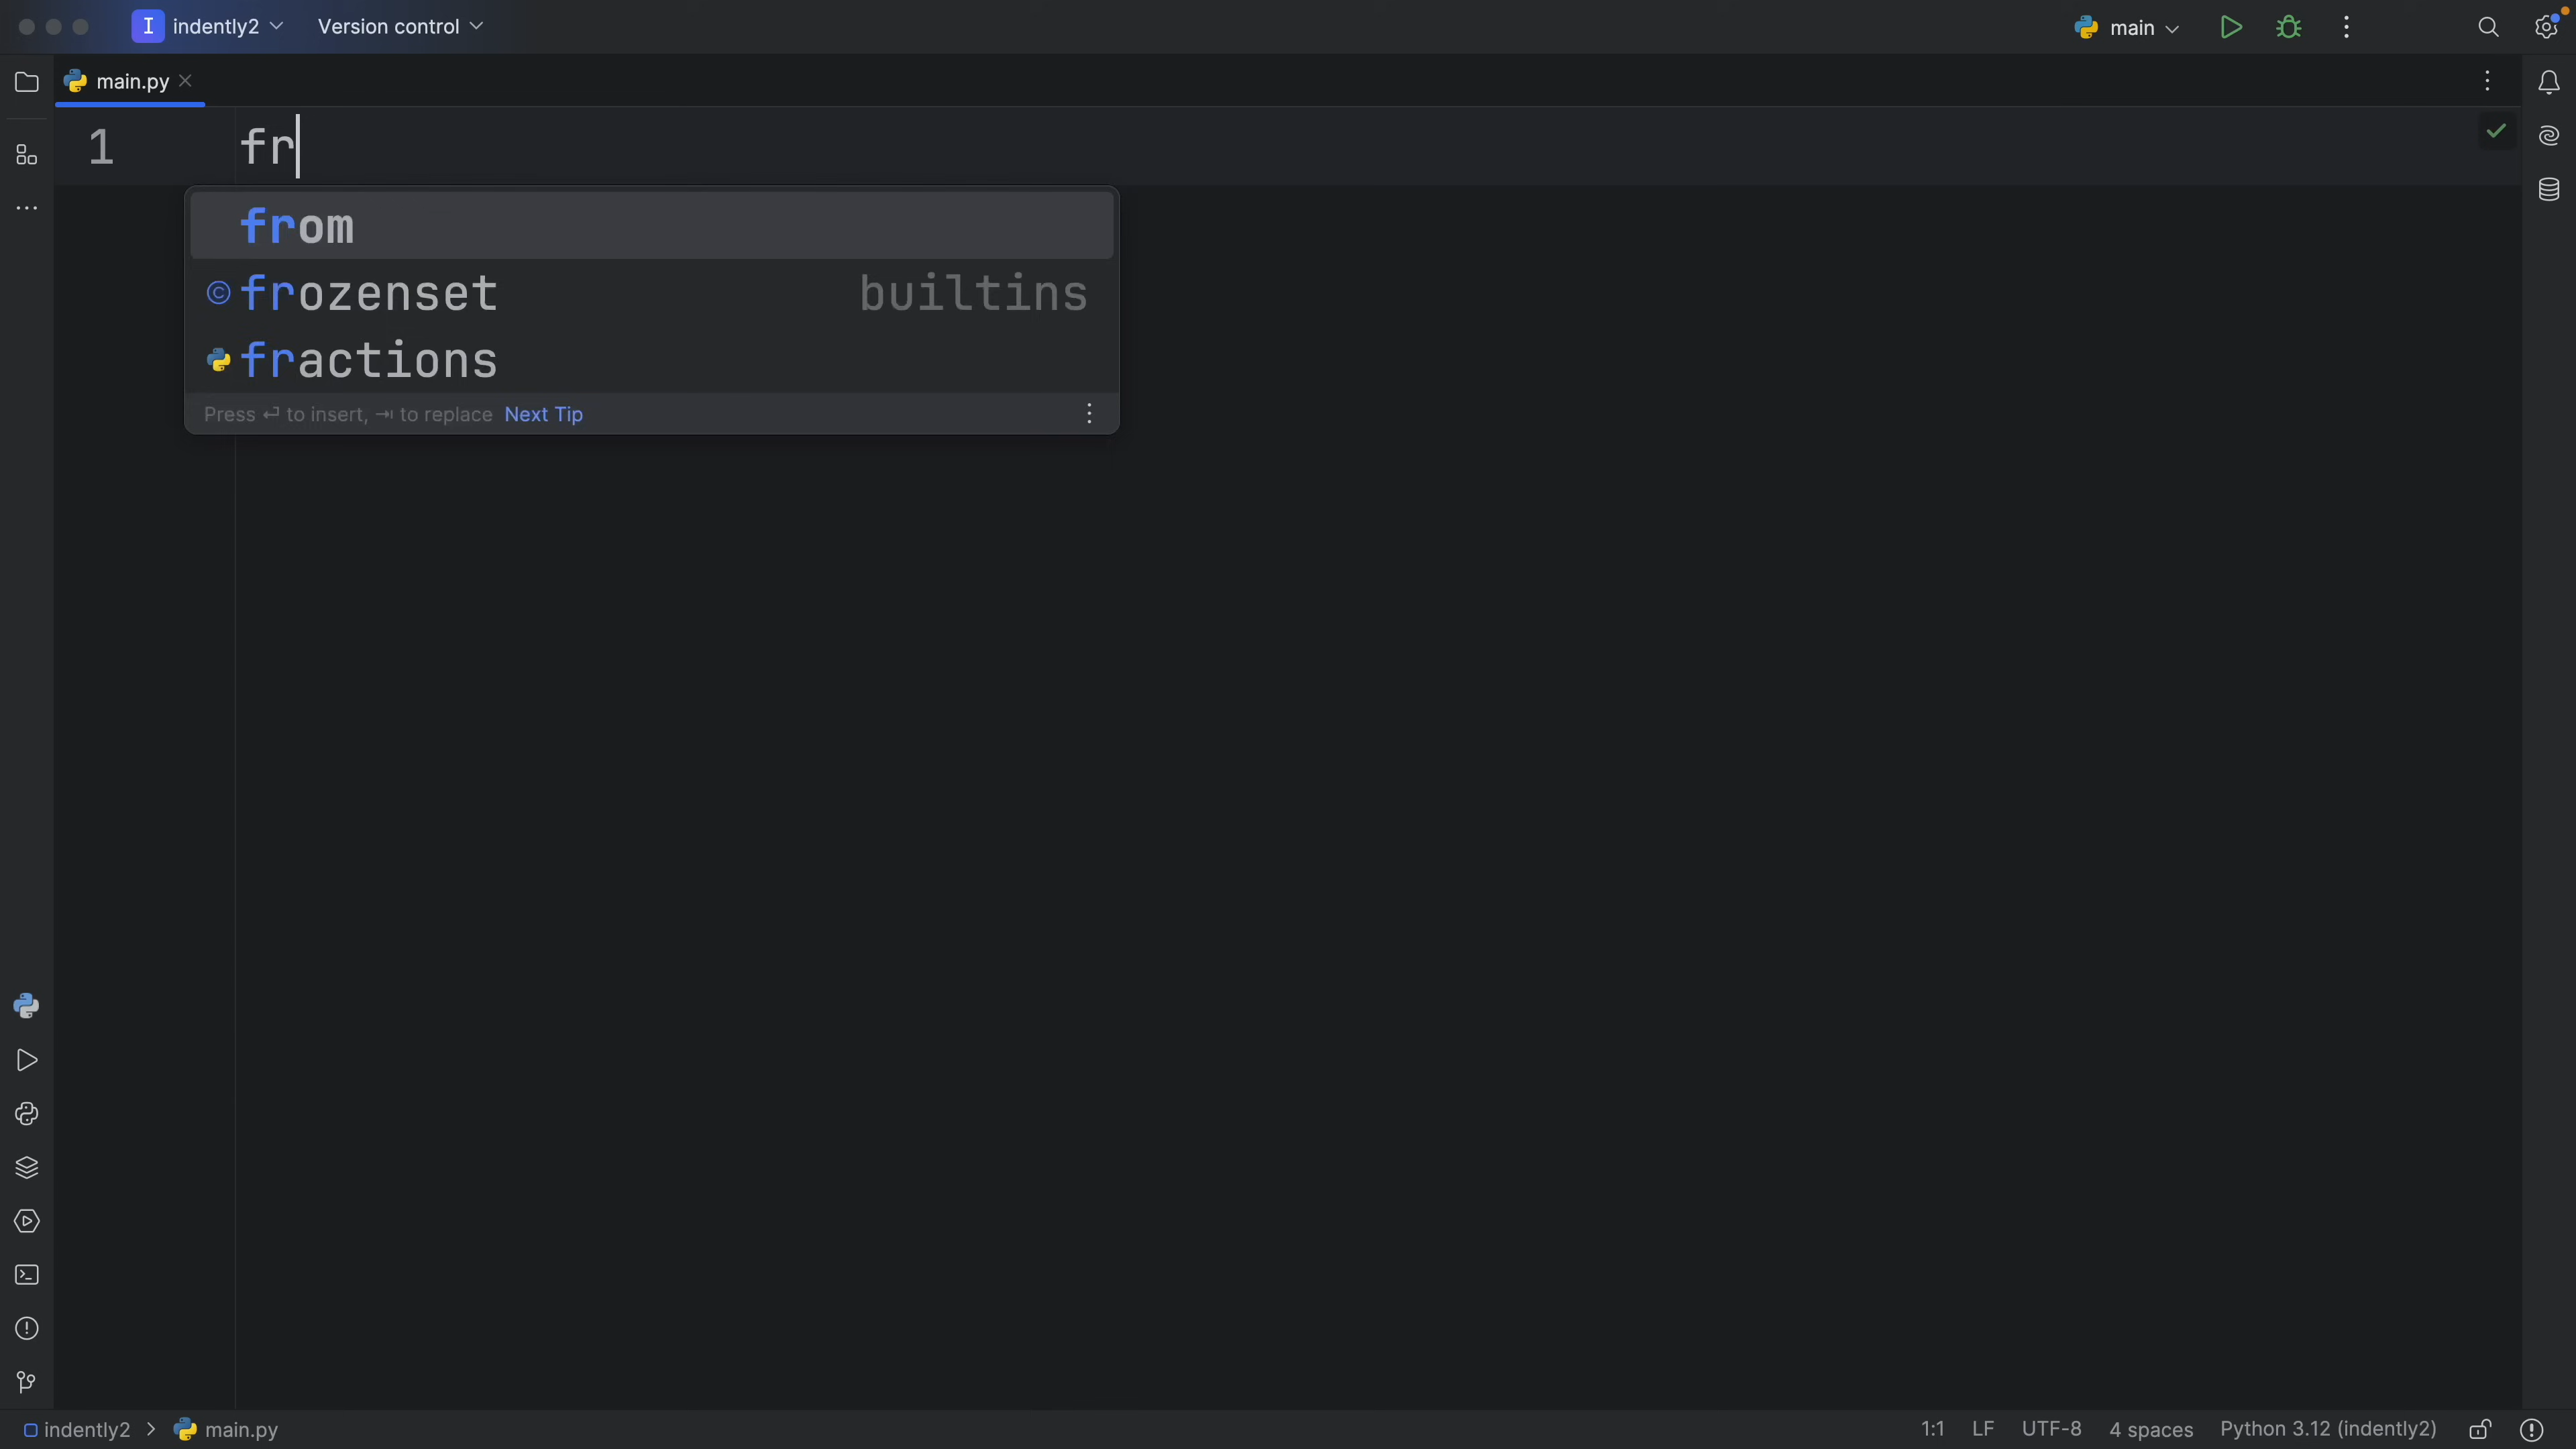 I indently2 Version control main
main.py
1 fr
from
frozenset builtins
fractions
Press ↵ to insert, ⇥ to replace Next Tip
indently2 > main.py 1:1 LF UTF-8 4 spaces Python 3.12 (indently2)